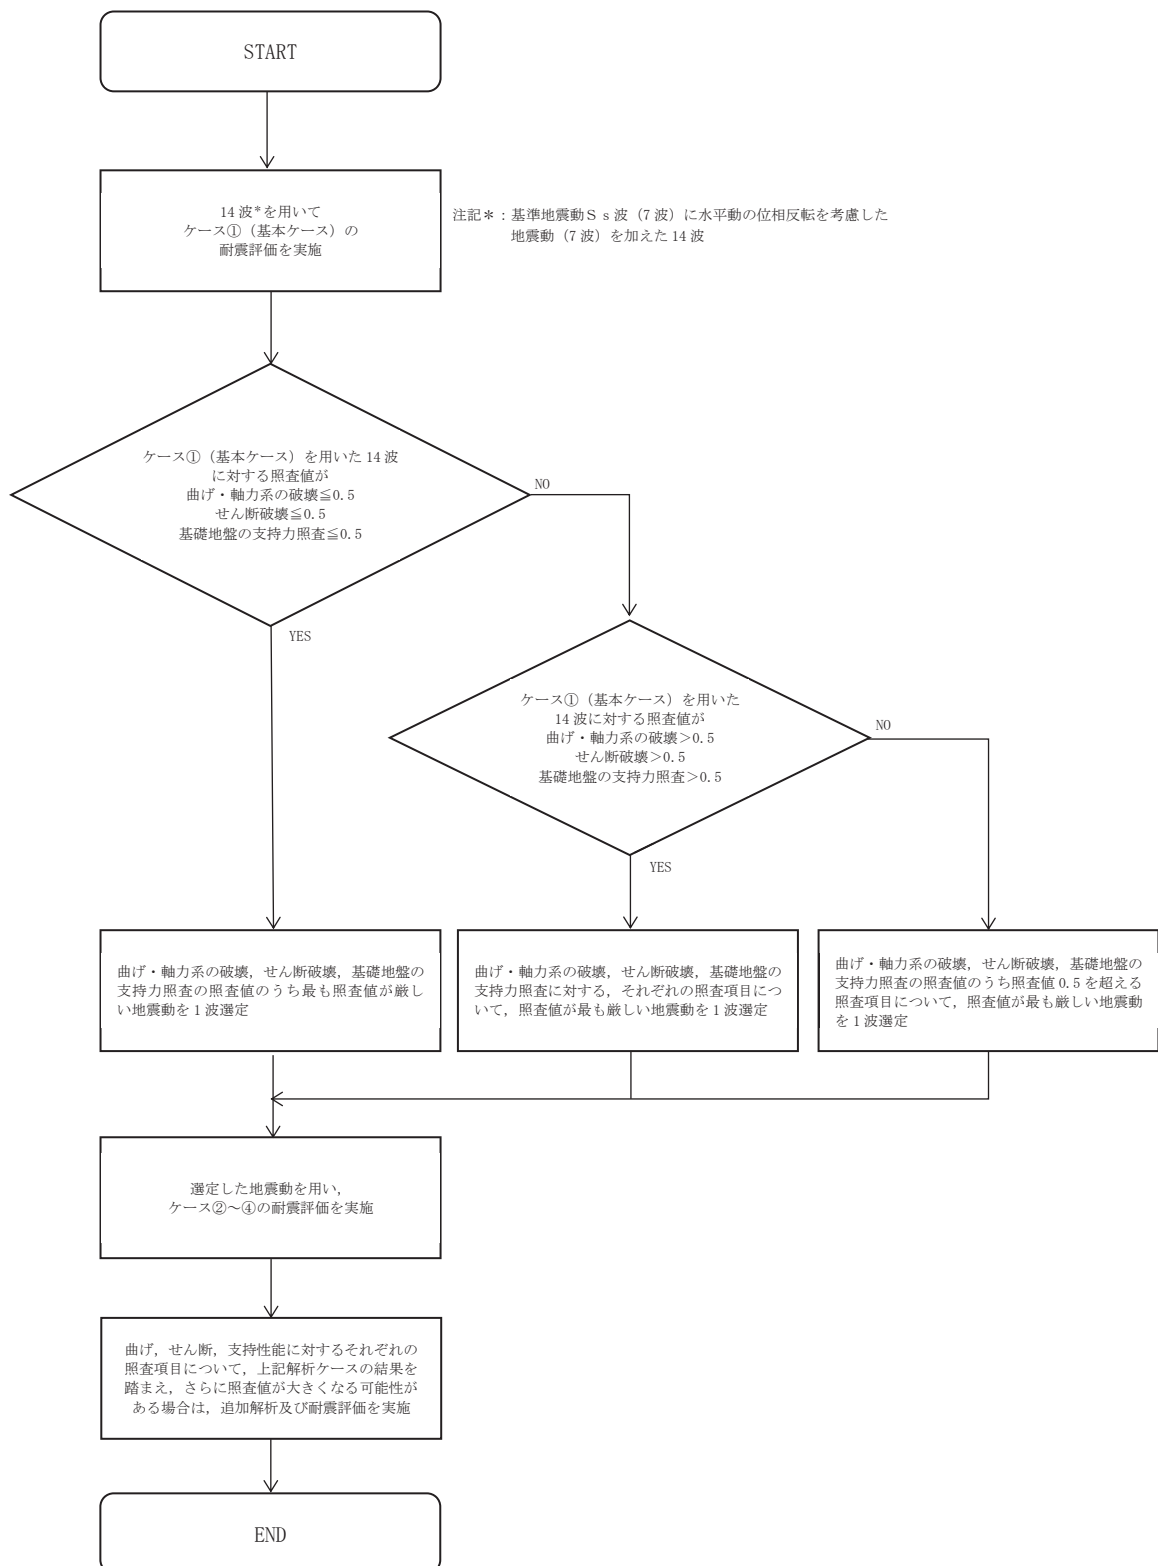 START
14 波*を用いて
ケース①（基本ケース）の
耐震評価を実施
注記＊：基準地震動Ｓｓ波（7 波）に水平動の位相反転を考慮した
地震動（7 波）を加えた 14 波
ケース①（基本ケース）を用いた 14 波
に対する照査値が
曲げ・軸力系の破壊≦0.5
せん断破壊≦0.5
基礎地盤の支持力照査≦0.5
NO
YES
ケース①（基本ケース）を用いた
14 波に対する照査値が
曲げ・軸力系の破壊＞0.5
せん断破壊＞0.5
基礎地盤の支持力照査＞0.5
NO
YES
曲げ・軸力系の破壊，せん断破壊，基礎地盤の
支持力照査の照査値のうち最も照査値が厳し
い地震動を 1 波選定
曲げ・軸力系の破壊，せん断破壊，基礎地盤の
支持力照査に対する，それぞれの照査項目につ
いて，照査値が最も厳しい地震動を 1 波選定
曲げ・軸力系の破壊，せん断破壊，基礎地盤の
支持力照査の照査値のうち照査値 0.5 を超える
照査項目について，照査値が最も厳しい地震動
を 1 波選定
選定した地震動を用い，
ケース②～④の耐震評価を実施
曲げ，せん断，支持性能に対するそれぞれの
照査項目について，上記解析ケースの結果を
踏まえ，さらに照査値が大きくなる可能性が
ある場合は，追加解析及び耐震評価を実施
END